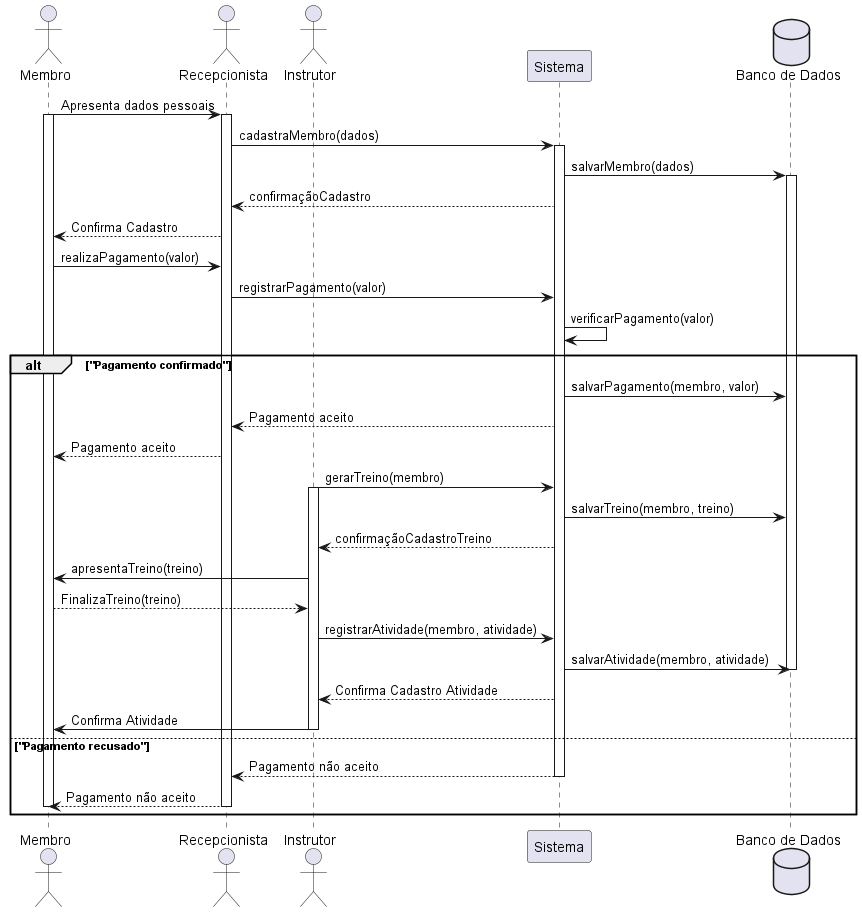 Membro
Recepcionista
Instrutor
Sistema
Banco de Dados
Apresenta dados pessoais
cadastraMembro(dados)
salvarMembro(dados)
confirmaçãoCadastro
Confirma Cadastro
realizaPagamento(valor)
registrarPagamento(valor)
verificarPagamento(valor)
alt
["Pagamento confirmado"]
salvarPagamento(membro, valor)
Pagamento aceito
Pagamento aceito
gerarTreino(membro)
salvarTreino(membro, treino)
confirmaçãoCadastroTreino
apresentaTreino(treino)
FinalizaTreino(treino)
registrarAtividade(membro, atividade)
salvarAtividade(membro, atividade)
Confirma Cadastro Atividade
Confirma Atividade
["Pagamento recusado"]
Pagamento não aceito
Pagamento não aceito
Membro
Recepcionista
Instrutor
Sistema
Banco de Dados